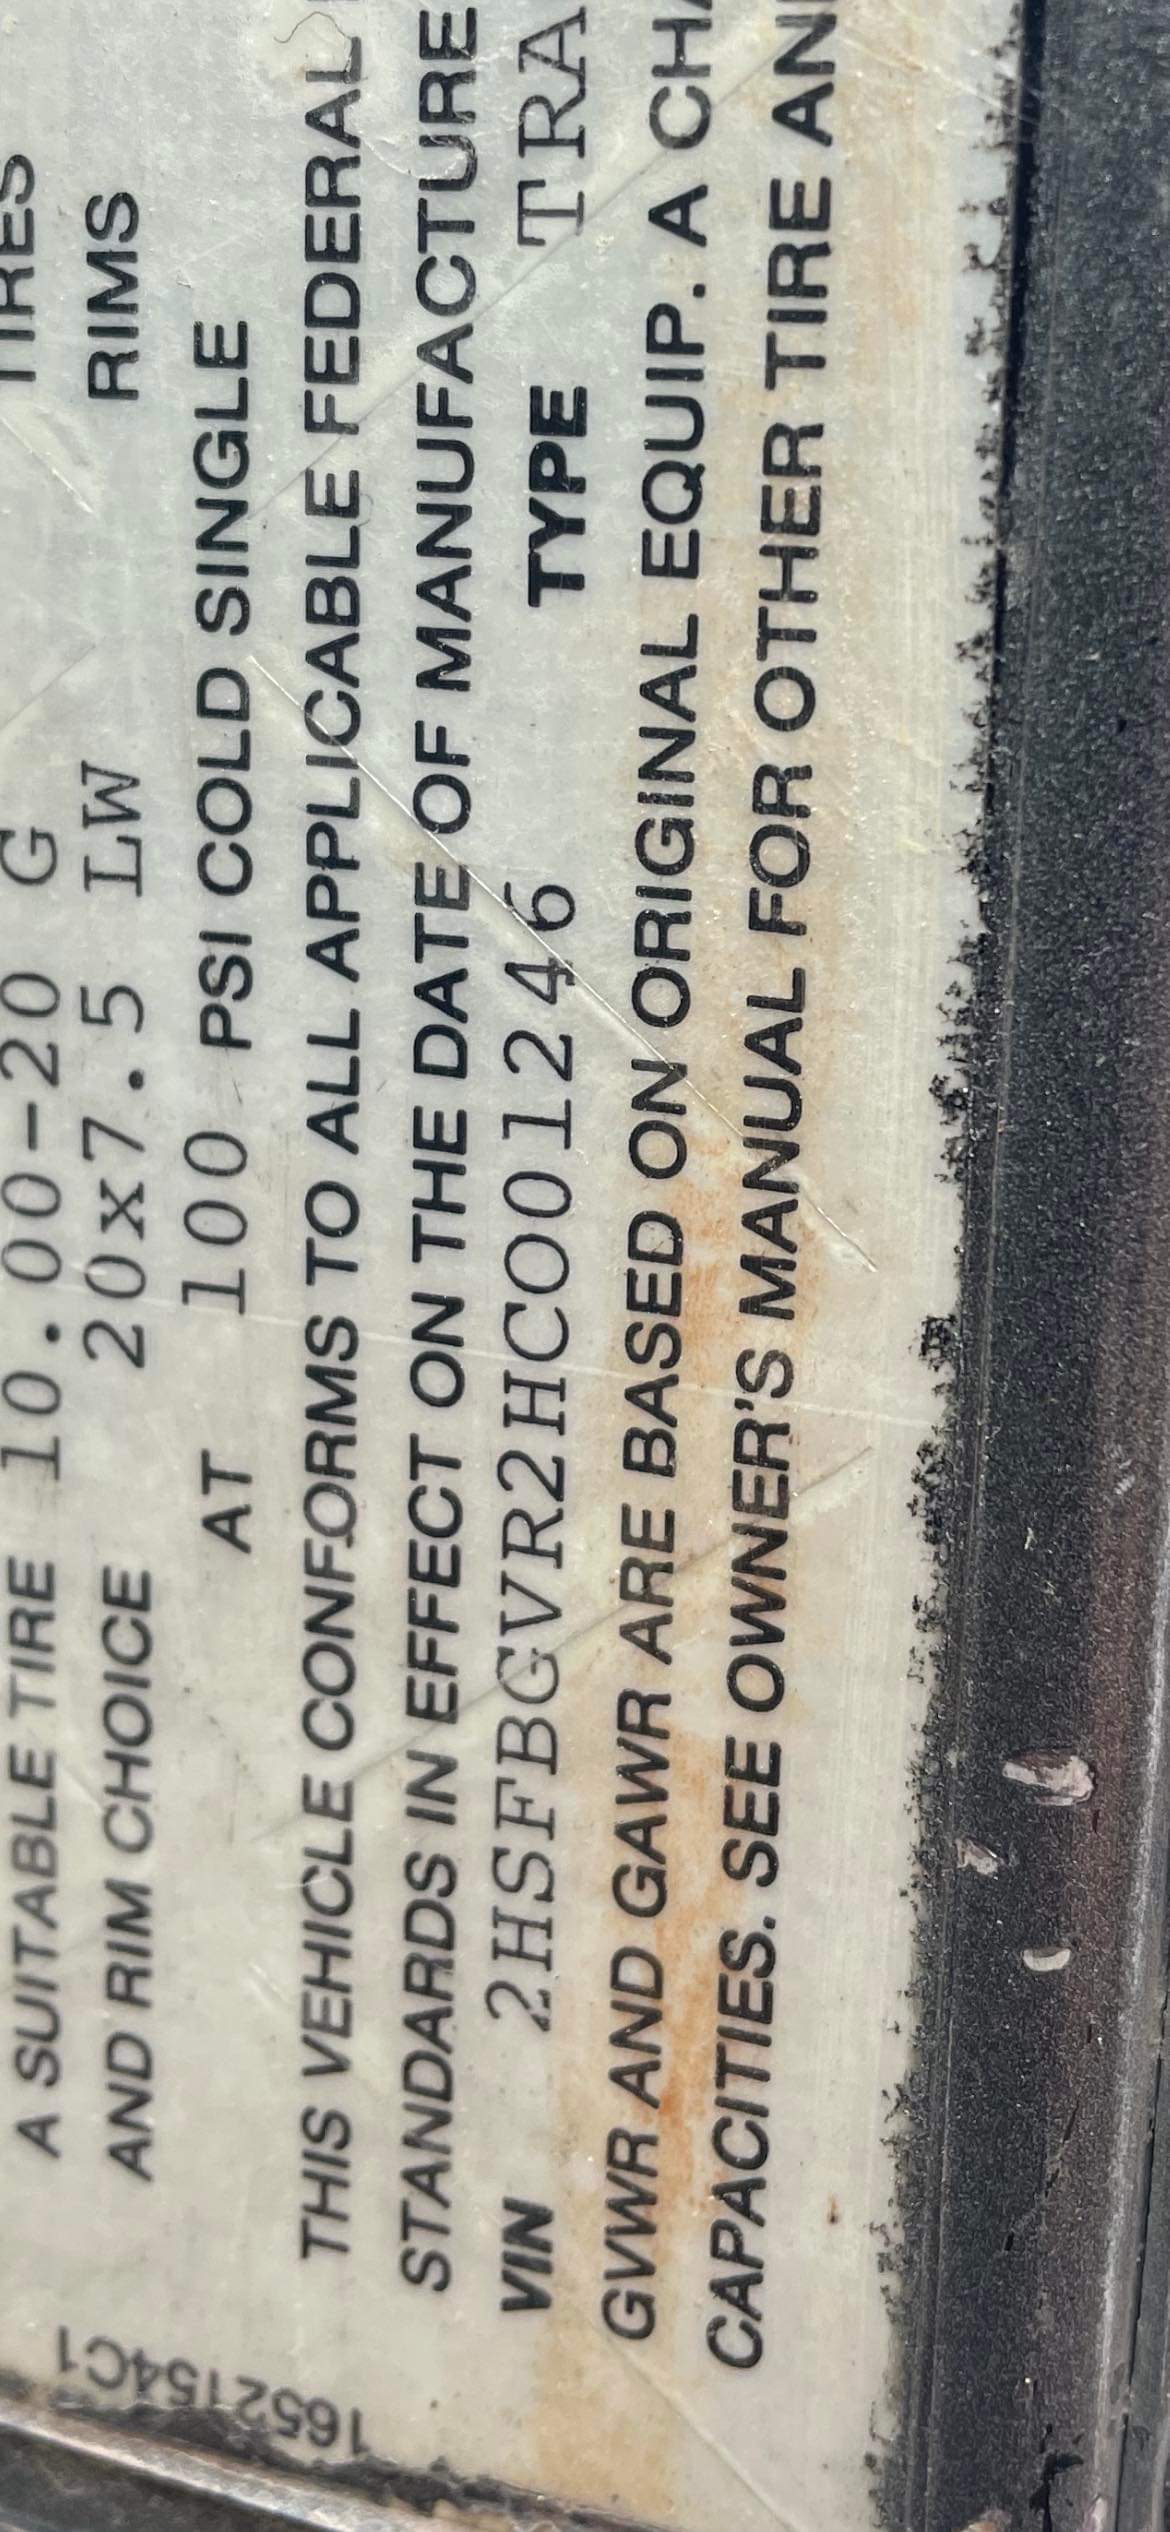 A SUITABLE TIRE 10.00-20 G TIRES
AND RIM CHOICE 20x7.5 LW RIMS
AT 100 PSI COLD SINGLE
THIS VEHICLE CONFORMS TO ALL APPLICABLE FEDERAL
STANDARDS IN EFFECT ON THE DATE OF MANUFACTURE
VIN 2HSFBGVR2HC001246 TYPE TRA
GVWR AND GAWR ARE BASED ON ORIGINAL EQUIP. A CHA
CAPACITIES. SEE OWNER'S MANUAL FOR OTHER TIRE AND
1652154C1